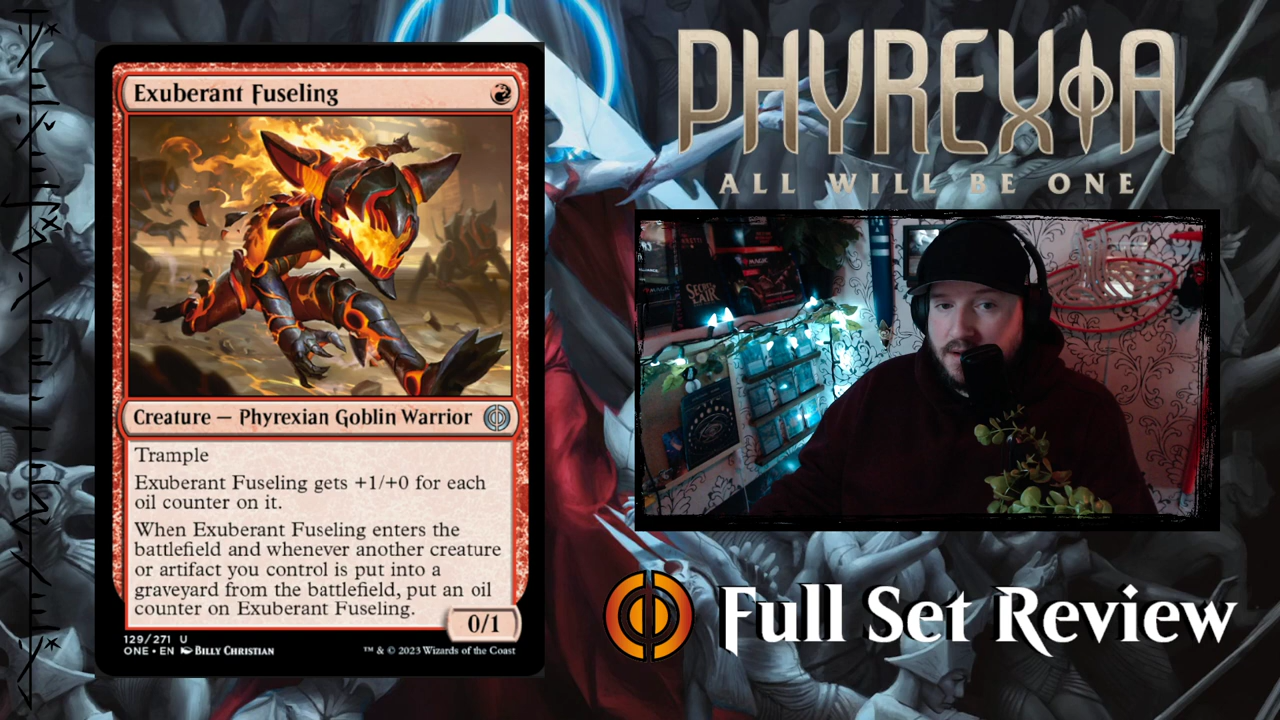 Exuberant Fuseling
Creature — Phyrexian Goblin Warrior
Trample
Exuberant Fuseling gets +1/+0 for each
oil counter on it.
When Exuberant Fuseling enters the
battlefield and whenever another creature
or artifact you control is put into a
graveyard from the battlefield, put an oil
counter on Exuberant Fuseling.
0/1
129/271 U
ONE • EN Billy Christian
™ & © 2023 Wizards of the Coast
PHYREXIA
ALL WILL BE ONE
SECRET
LAIR
MAGIC
Full Set Review